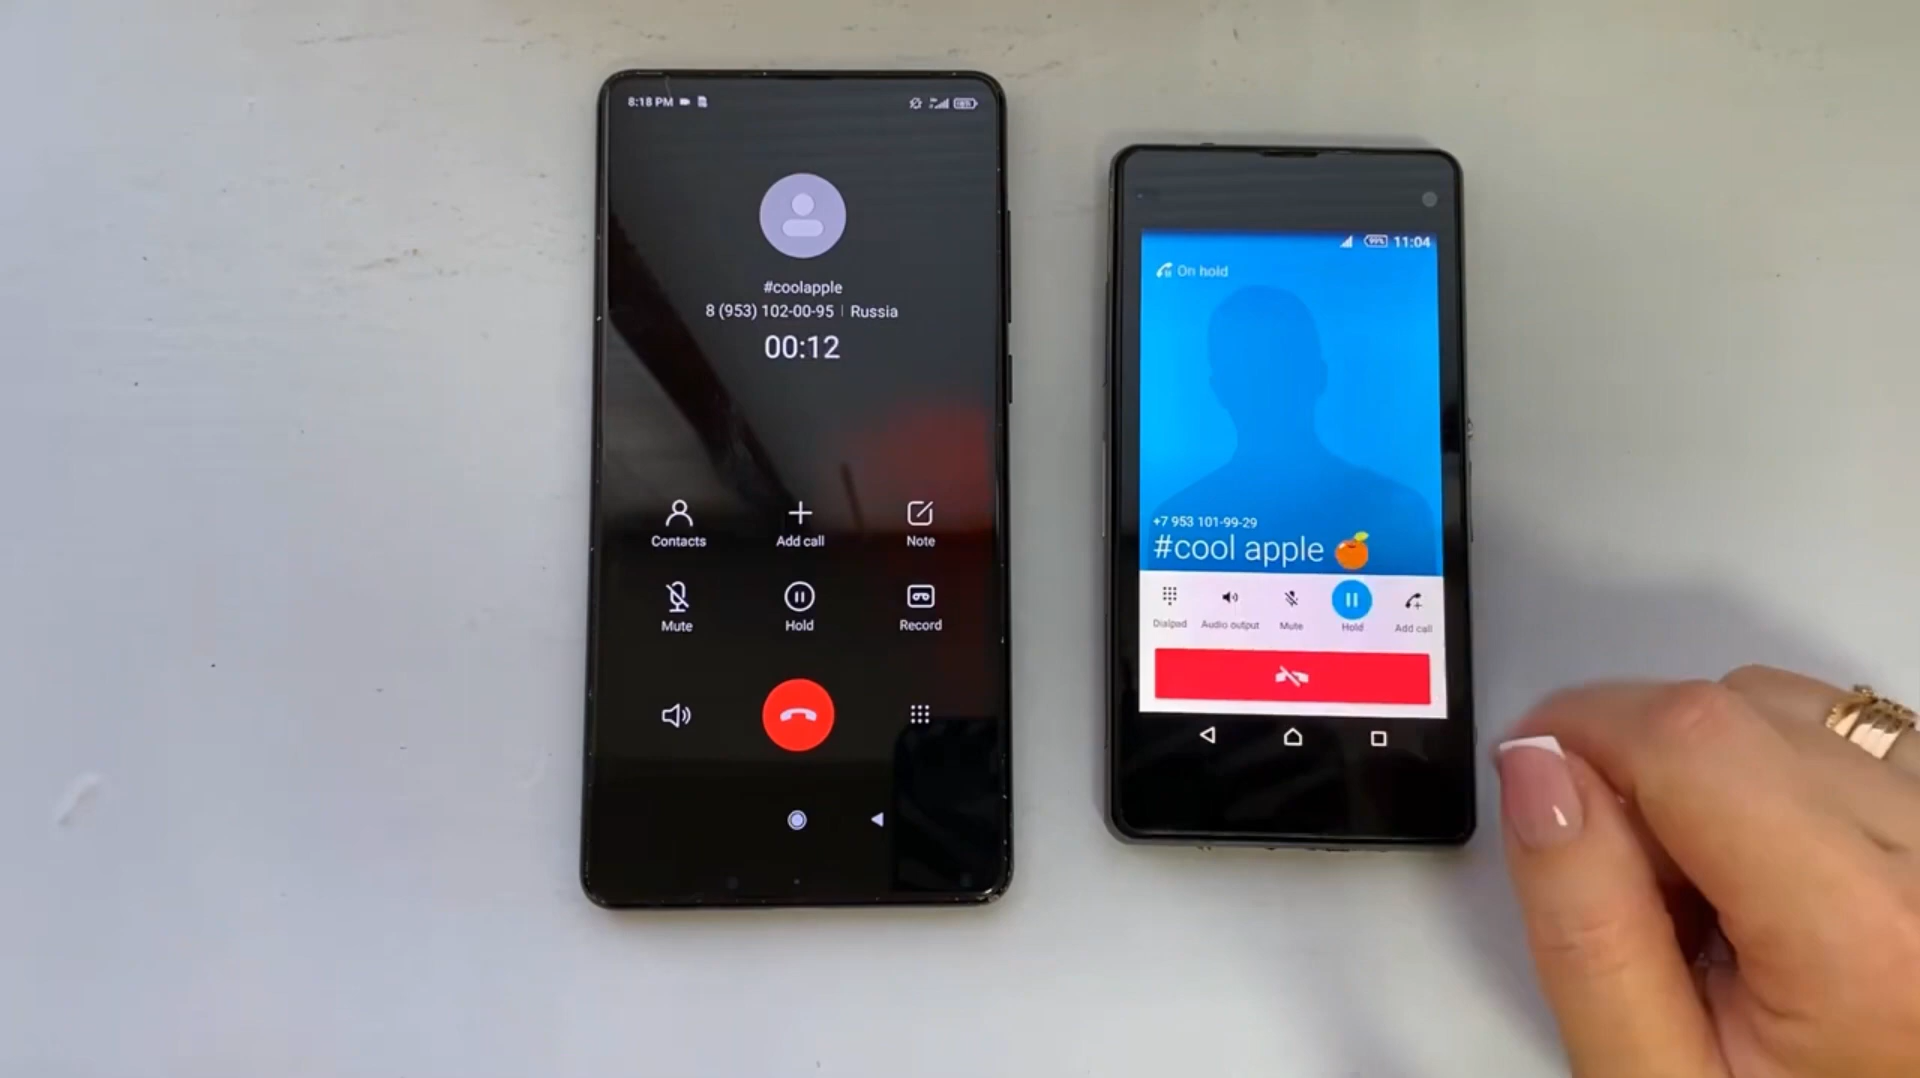 8:18 PM
#coolapple
8 (953) 102-00-95 | Russia
00:12
Contacts
Add call
Note
Mute
Hold
Record
99% 11:04
On hold
+7 953 101-99-29
#cool apple
Dialpad
Audio output
Mute
Hold
Add call